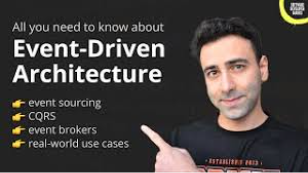 All you need to know about
Event-Driven
Architecture
👉 event sourcing
👉 CQRS
👉 event brokers
👉 real-world use cases